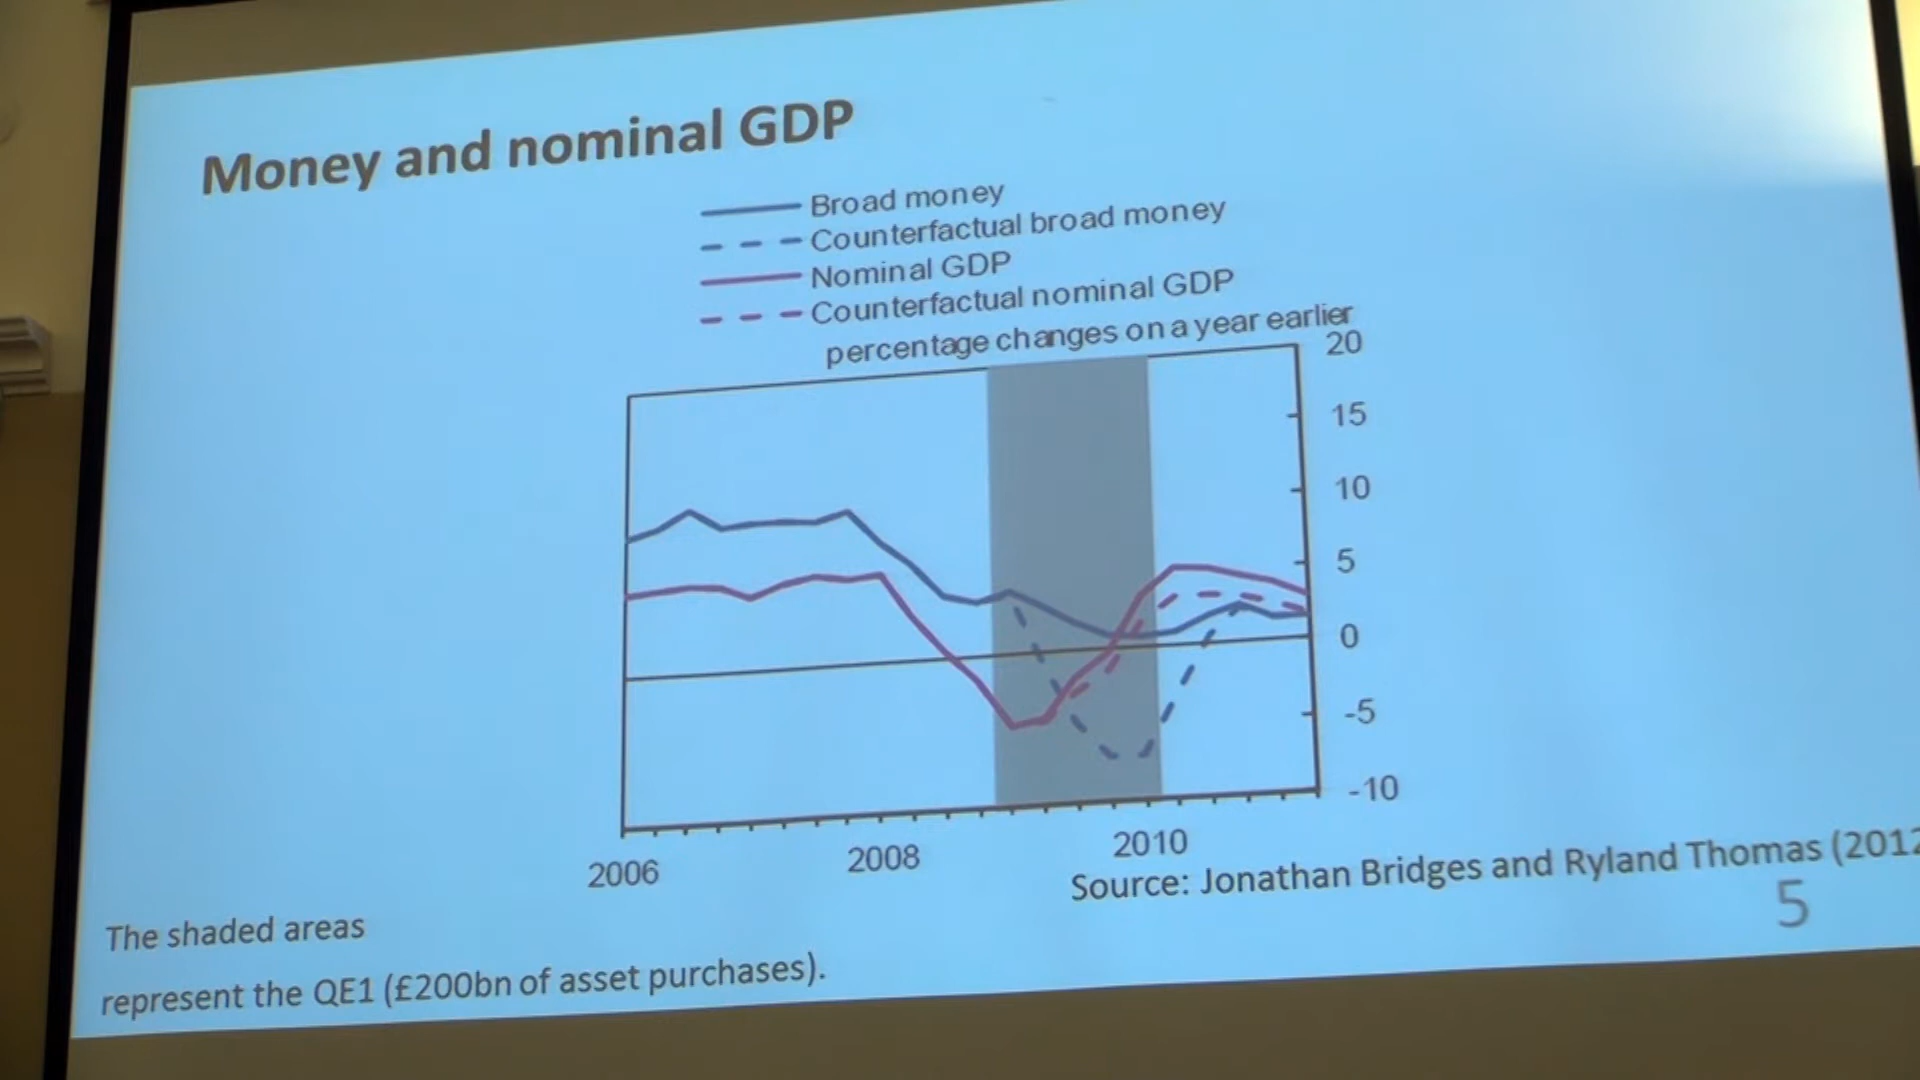 Money and nominal GDP
Broad money
Counterfactual broad money
Nominal GDP
Counterfactual nominal GDP
percentage changes on a year earlier
20
15
10
5
0
-5
-10
2006
2008
2010
Source: Jonathan Bridges and Ryland Thomas (2012
5
The shaded areas
represent the QE1 (£200bn of asset purchases).